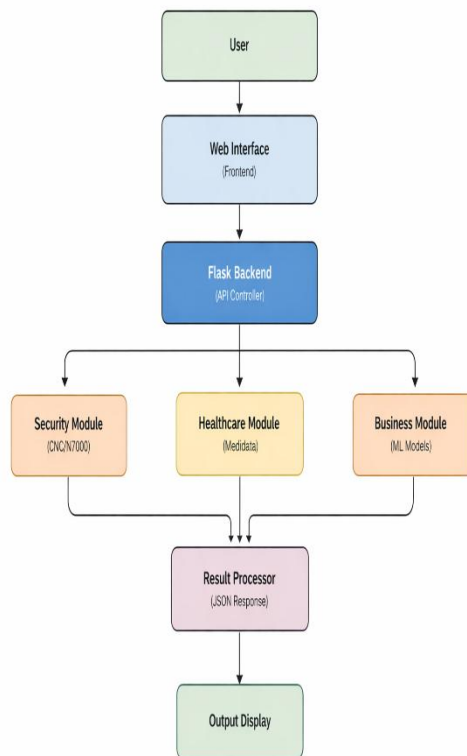 User
Web Interface
(Frontend)
Flask Backend
(API Controller)
Security Module
(CNC/N7000)
Healthcare Module
(Medidata)
Business Module
(ML Models)
Result Processor
(JSON Response)
Output Display